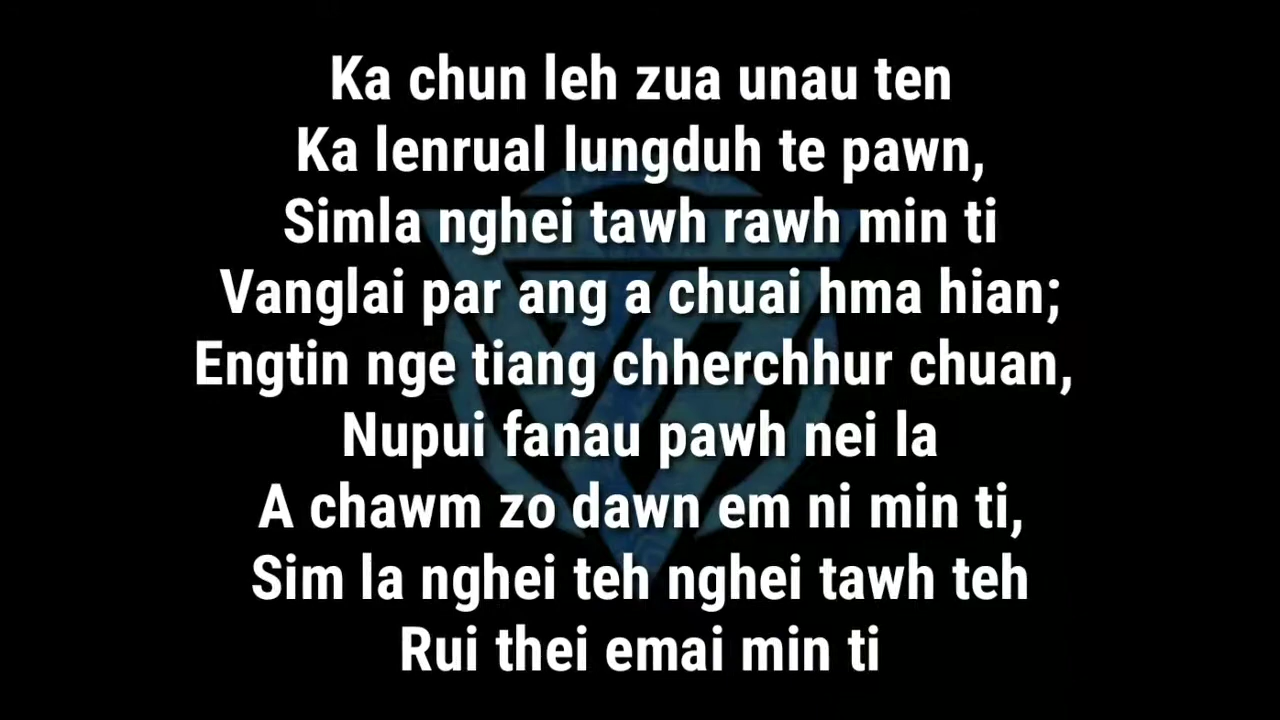 Ka chun leh zua unau ten
Ka lenrual lungduh te pawn,
Simla nghei tawh rawh min ti
Vanglai par ang a chuai hma hian;
Engtin nge tiang chherchhur chuan,
Nupui fanau pawh nei la
A chawm zo dawn em ni min ti,
Sim la nghei teh nghei tawh teh
Rui thei emai min ti